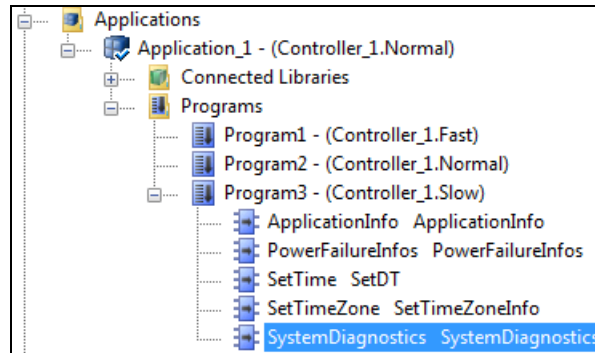 Applications
Application_1 - (Controller_1.Normal)
Connected Libraries
Programs
Program1 - (Controller_1.Fast)
Program2 - (Controller_1.Normal)
Program3 - (Controller_1.Slow)
ApplicationInfo ApplicationInfo
PowerFailureInfos PowerFailureInfos
SetTime SetDT
SetTimeZone SetTimeZoneInfo
SystemDiagnostics SystemDiagnostics